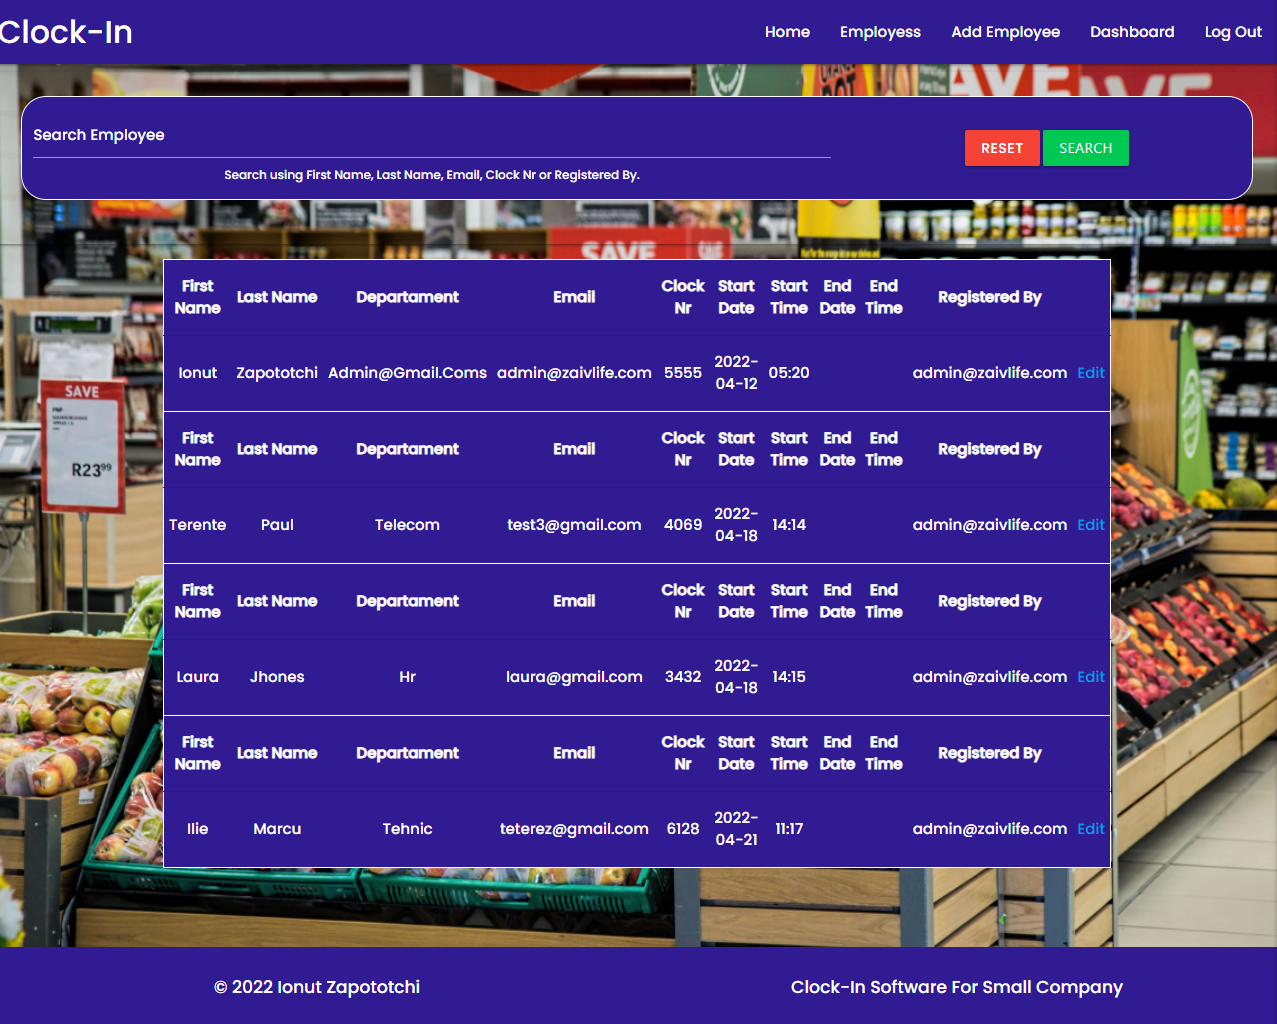 Clock-In
Home Employess Add Employee Dashboard Log Out
Search Employee
RESET SEARCH
Search using First Name, Last Name, Email, Clock Nr or Registered By.
SAVE
SAVE
R23⁹⁹
First Name Last Name Departament Email Clock Nr Start Date Start Time End Date End Time Registered By
Ionut Zapototchi Admin@Gmail.Coms admin@zaivlife.com 5555 2022-04-12 05:20 admin@zaivlife.com Edit
First Name Last Name Departament Email Clock Nr Start Date Start Time End Date End Time Registered By
Terente Paul Telecom test3@gmail.com 4069 2022-04-18 14:14 admin@zaivlife.com Edit
First Name Last Name Departament Email Clock Nr Start Date Start Time End Date End Time Registered By
Laura Jhones Hr laura@gmail.com 3432 2022-04-18 14:15 admin@zaivlife.com Edit
First Name Last Name Departament Email Clock Nr Start Date Start Time End Date End Time Registered By
Ilie Marcu Tehnic teterez@gmail.com 6128 2022-04-21 11:17 admin@zaivlife.com Edit
© 2022 Ionut Zapototchi
Clock-In Software For Small Company